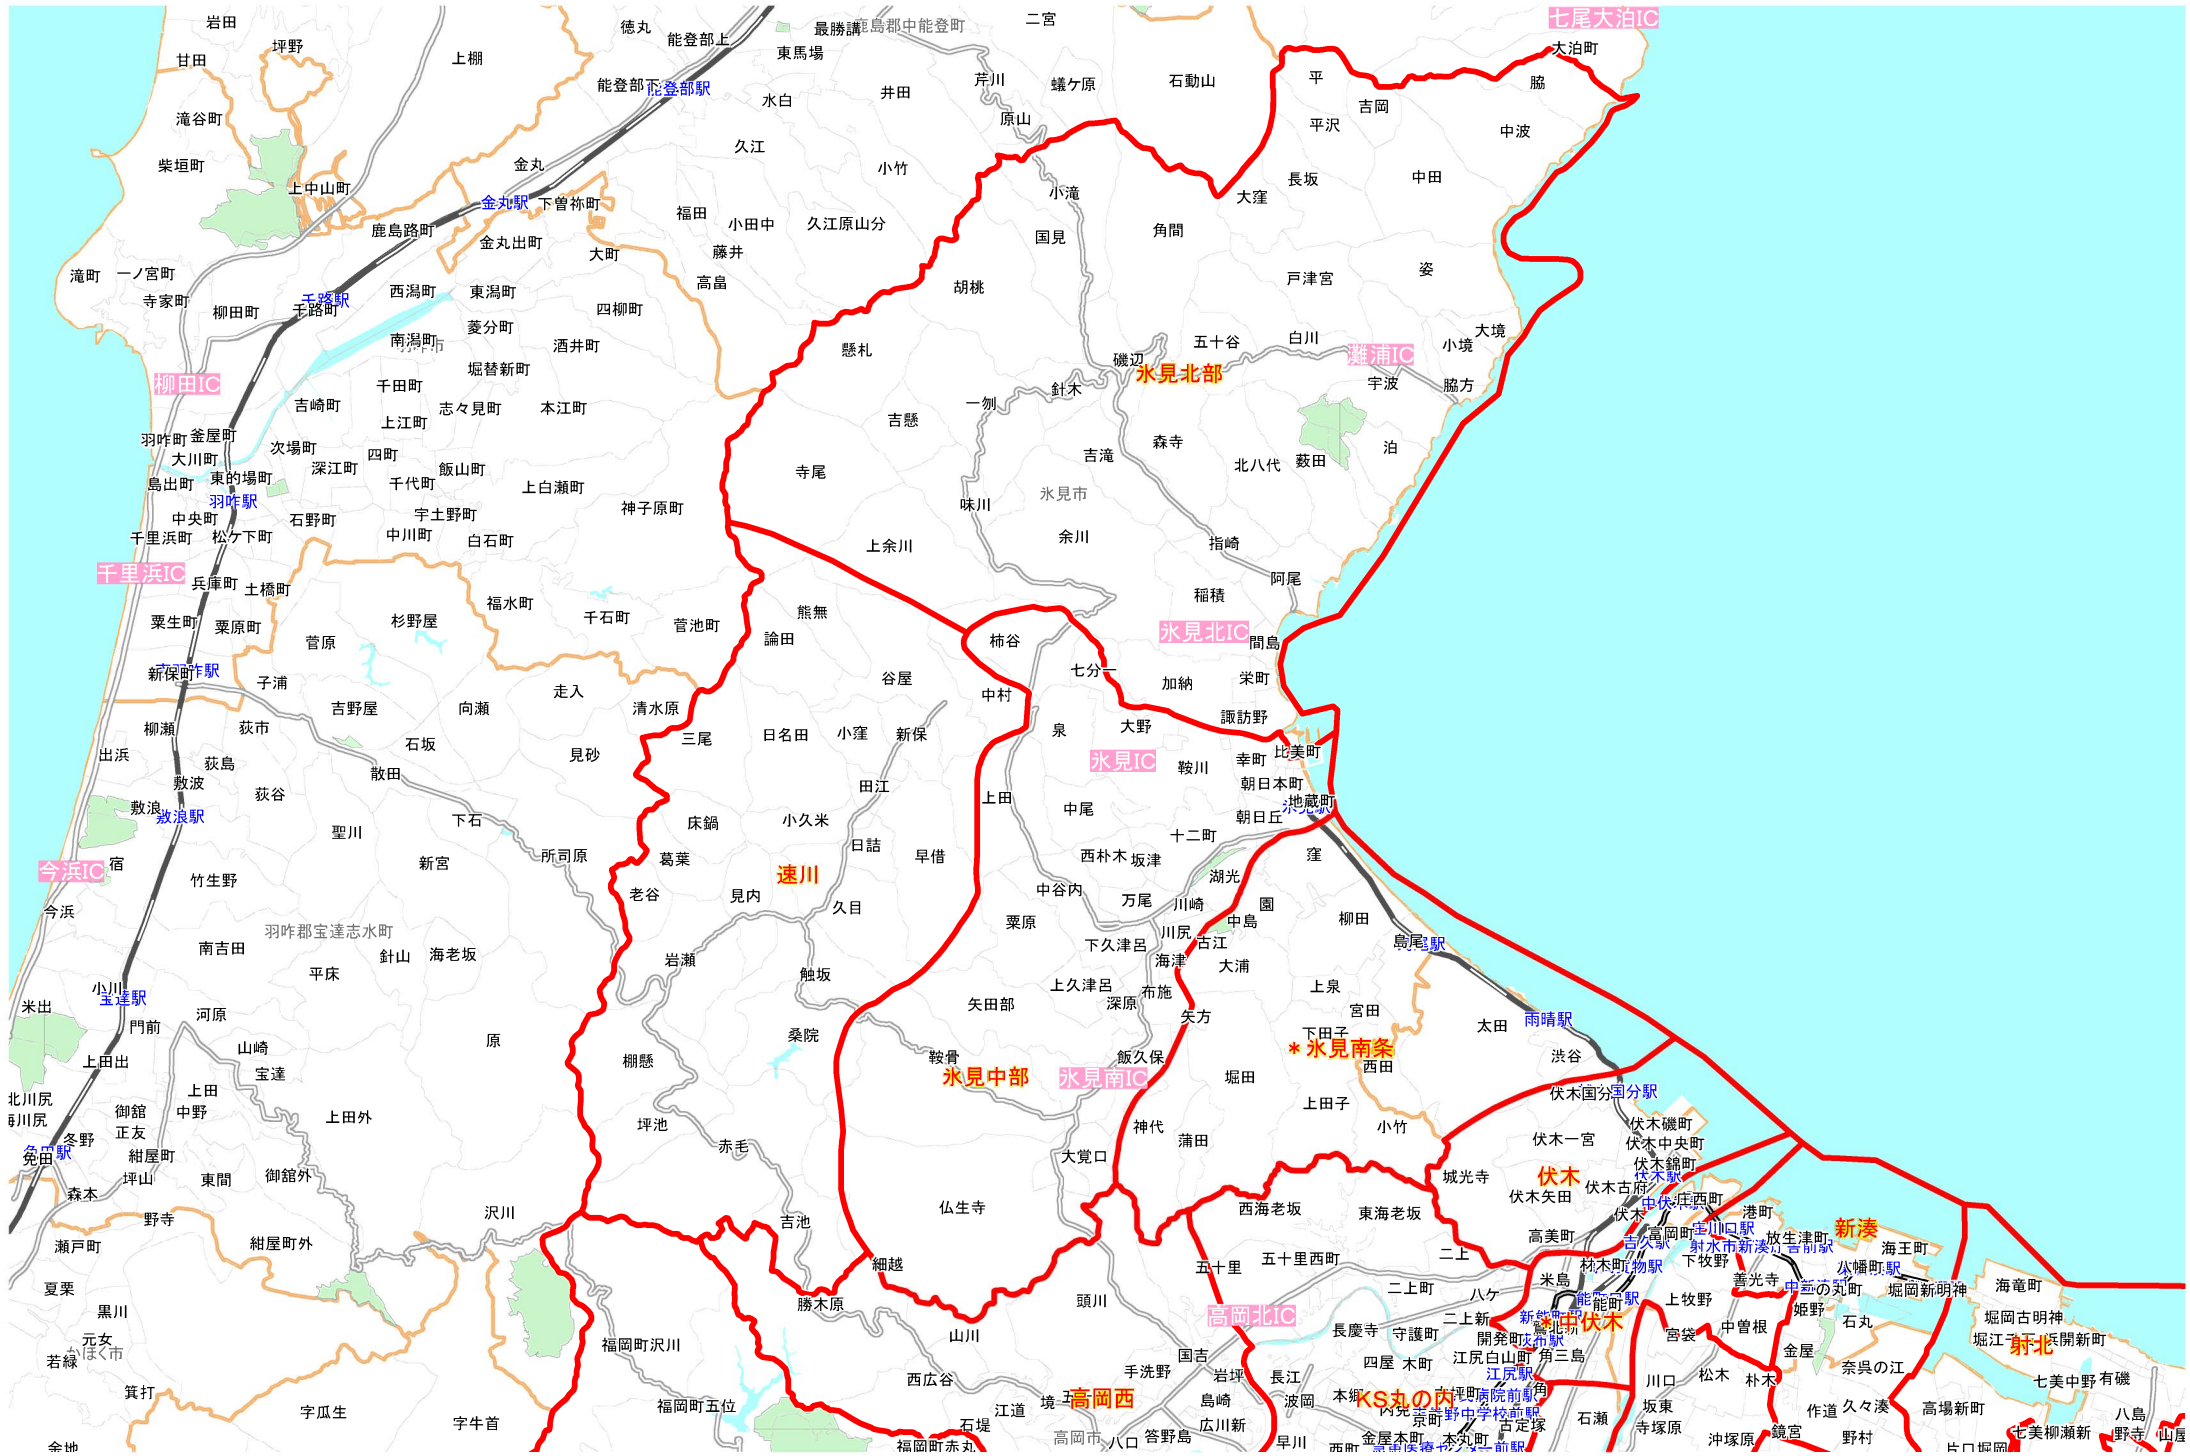 岩田
徳丸
最勝講
鹿島郡中能登町
二宮
七尾大泊IC
甘田
坪野
上棚
能登部上
東馬場
大泊町
能登部下
能登部駅
水白
井田
芹川
蟻ケ原
石動山
平
脇
吉岡
滝谷町
原山
平沢
中波
柴垣町
金丸
久江
小竹
上中山町
小滝
長坂
中田
大窪
金丸駅
下曽祢町
福田
小田中
久江原山分
鹿島路町
金丸出町
国見
角間
大町
藤井
滝町
一ノ宮町
高畠
胡桃
戸津宮
姿
寺家町
千路駅
西潟町
東潟町
柳田町
千路町
四柳町
南潟町
菱分町
酒井町
懸札
磯辺
五十谷
白川
大境
小境
灘浦IC
柳田IC
堀替新町
氷見北部
千田町
針木
宇波
脇方
吉崎町
志々見町
本江町
一刎
上江町
吉懸
羽咋町
釜屋町
大川町
次場町
四町
森寺
泊
深江町
飯山町
吉滝
北八代
薮田
島出町
東的場町
千代町
上白瀬町
寺尾
羽咋駅
氷見市
中央町
石野町
宇土野町
神子原町
味川
千里浜町
松ケ下町
中川町
白石町
上余川
余川
指崎
千里浜IC
兵庫町
土橋町
阿尾
福水町
千石町
稲積
粟生町
粟原町
杉野屋
菅池町
熊無
菅原
論田
柿谷
氷見北IC
間島
新保町
子浦
谷屋
中村
七分一
加納
栄町
走入
吉野屋
向瀬
清水原
諏訪野
柳瀬
荻市
石坂
三尾
日名田
小窪
新保
泉
大野
出浜
荻島
見砂
氷見IC
比美町
敷波
散田
幸町
荻谷
田江
鞍川
朝日本町
敷浪
上田
中尾
地蔵町
敷浪駅
聖川
下石
床鍋
小久米
朝日丘
十二町
今浜IC
宿
新宮
所司原
葛葉
日詰
早借
西朴木
坂津
窪
竹生野
速川
湖光
老谷
見内
中谷内
今浜
久目
万尾
川崎
園
柳田
羽咋郡宝達志水町
粟原
中島
南吉田
針山
海老坂
岩瀬
川尻
下久津呂
古江
島尾
平床
触坂
海津
大浦
小川
宝達駅
上久津呂
布施
上泉
米出
河原
矢田部
深原
宮田
門前
原
桑院
矢方
下田子
太田
雨晴駅
山崎
＊氷見南条
上田出
宝達
棚懸
鞍骨
飯久保
渋谷
氷見中部
氷見南IC
西田
堀田
北川尻
上田
伏木国分
国分駅
御舘
中野
上田外
上田子
正友
坪池
神代
小竹
伏木磯町
冬野
赤毛
蒲田
伏木一宮
伏木中央町
免田
紺屋町
大覚口
伏木錦町
坪山
東間
御舘外
城光寺
伏木
伏木駅
森本
伏木古府
中伏木駅
庄西町
野寺
沢川
吉池
仏生寺
西海老坂
東海老坂
伏木矢田
伏木
港町
新湊
瀬戸町
紺屋町外
高美町
富岡町
放生津町
細越
五十里
五十里西町
二上
吉久駅
海王町
材木町
下牧野
八幡町
夏栗
米島
善光寺
海竜町
黒川
勝木原
頭川
二上町
八ケ
能町
上牧野
姫野
堀岡新明神
元女
高岡北IC
二上新
＊中伏木
石丸
堀岡古明神
かほく市
山川
長慶寺
守護町
開発町
宮袋
中曽根
若緑
福岡町沢川
国吉
四屋
木町
江尻
白山町
角三島
金屋
射北
箕打
西広谷
手洗野
岩坪
長江
江尻駅
松木
奈呉の江
七美中野
有磯
字瓜生
字牛首
福岡町五位
江道
境
高岡西
島崎
波岡
KS丸の内
川口
朴木
石堤
広川新
京町
古定塚
石瀬
坂東
寺塚原
鏡宮
作道
久々湊
高場新町
八島
福岡町赤丸
高岡市
八口
答野島
早川
金屋本町
本丸町
沖塚原
野村
七美柳瀬新
野寺